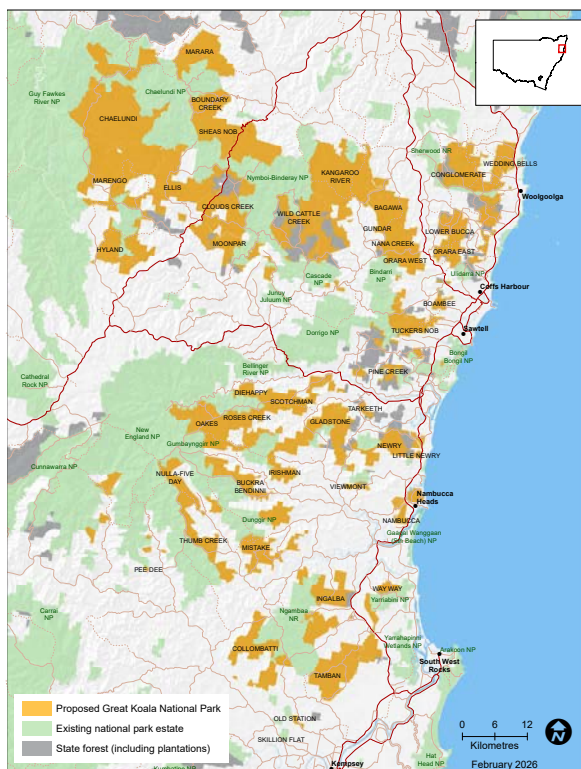 MARARA
Guy Fawkes
River NP
Chaelundi NP
BOUNDARY
CREEK
CHAELUNDI
SHEAS NOB
Sherwood NR
WEDDING BELLS
CONGLOMERATE
Nymboi-Binderay NP
KANGAROO
RIVER
MARENGO
ELLIS
Woolgoolga
CLOUDS CREEK
BAGAWA
WILD CATTLE
CREEK
GUNDAR
LOWER BUCCA
MOONPAR
NANA CREEK
HYLAND
ORARA EAST
ORARA WEST
Cascade
NP
Bindarri
NP
Ulidarra NP
Junuy
Juluum NP
Coffs Harbour
BOAMBEE
Dorrigo NP
TUCKERS NOB
Sawtell
Bongil
Bongil NP
Cathedral
Rock NP
Bellinger
River NP
PINE CREEK
DIEHAPPY
SCOTCHMAN
TARKEETH
OAKES
ROSES CREEK
GLADSTONE
New
England NP
Gumbaynggirr NP
NEWRY
LITTLE NEWRY
Cunnawarra NP
NULLA-FIVE
DAY
IRISHMAN
BUCKRA
BENDINNI
VIEWMONT
Nambucca
Heads
NAMBUCCA
Dunggir NP
Gaagal Wanggaan
(South Beach) NP
THUMB CREEK
MISTAKE
PEE DEE
WAY WAY
Yarriabini NP
INGALBA
Carrai
NP
Ngambaa
NR
Yarrahapinni
Wetlands NP
Arakoon NP
COLLOMBATTI
South West
Rocks
TAMBAN
OLD STATION
SKILLION FLAT
Kempsey
Hat
Head NP
Proposed Great Koala National Park
Existing national park estate
State forest (including plantations)
0 4 8 12
Kilometres
N
February 2026